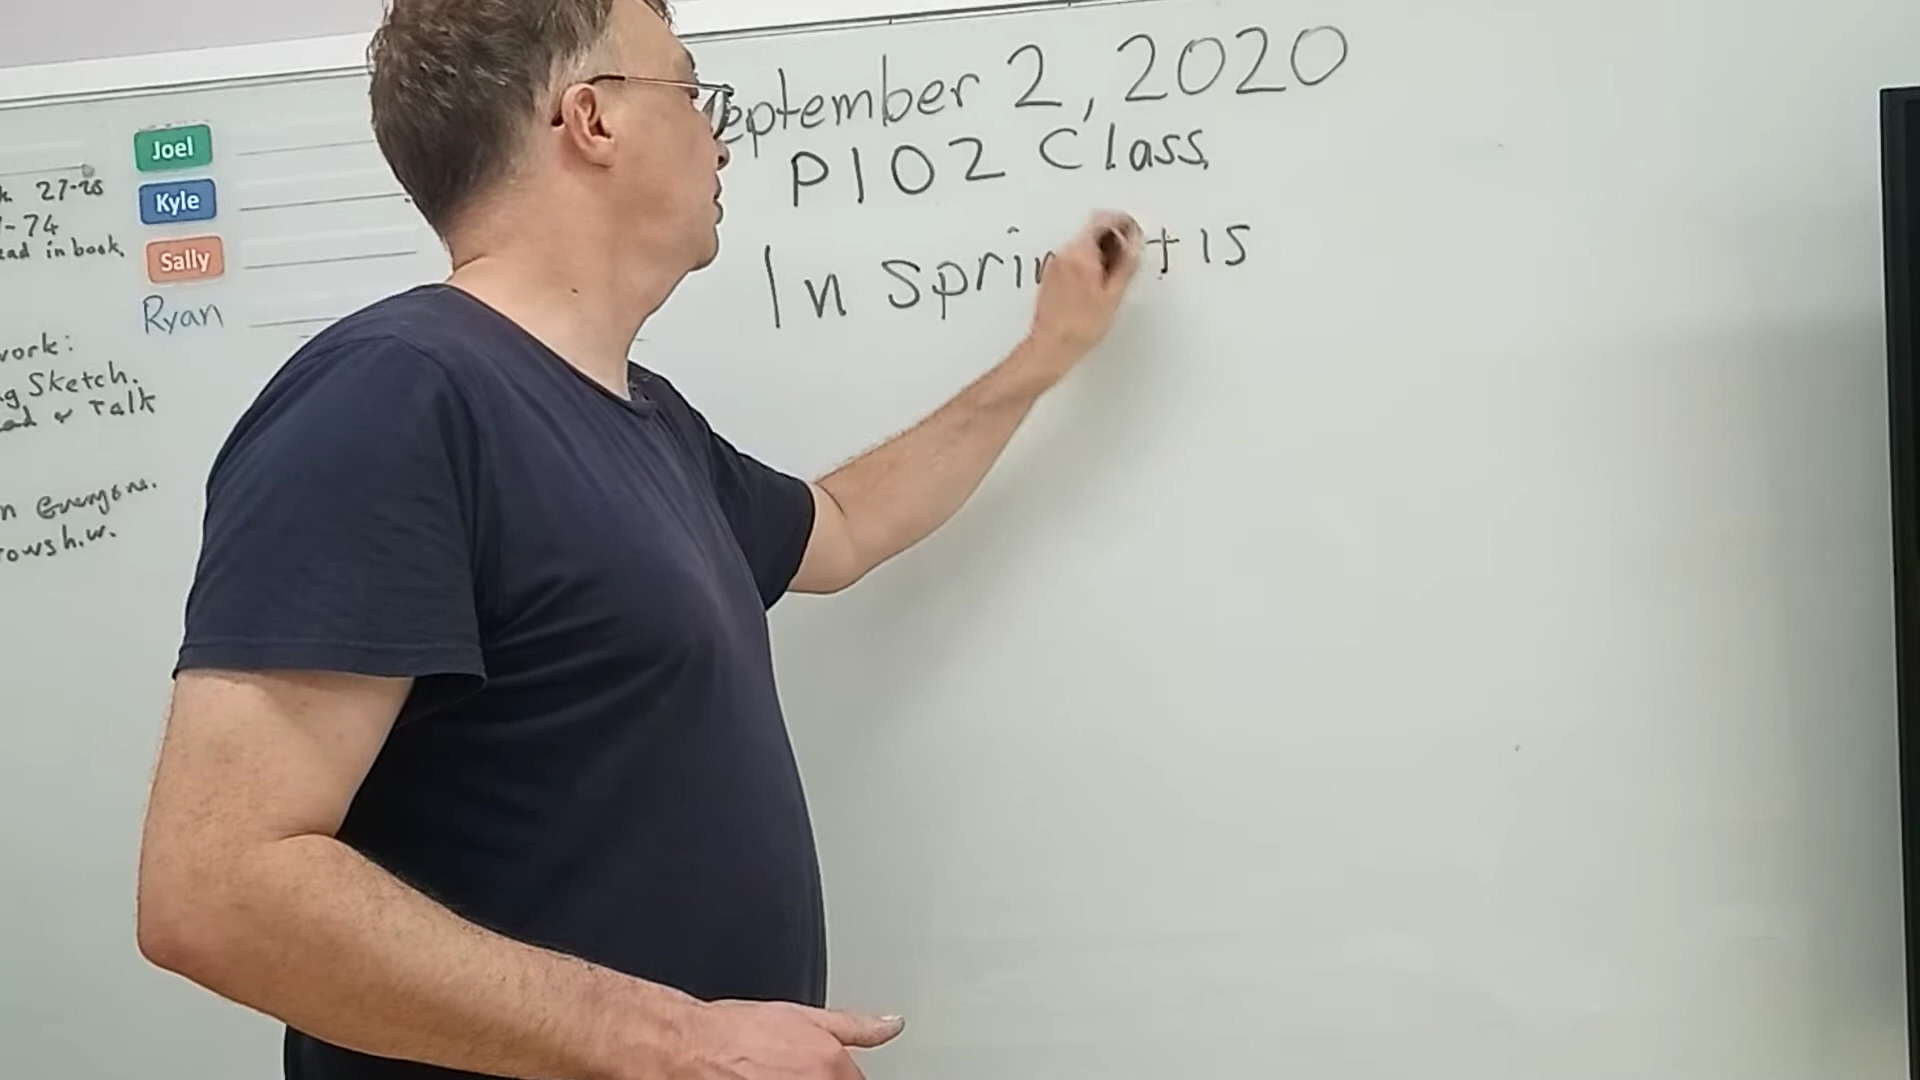 eptember 2, 2020
P102 Class
In Sprin t is
Joel
Kyle
Sally
Ryan
27-28
-74
ead in book.
work:
g Sketch.
ad & Talk
n Everyone.
rows h.w.